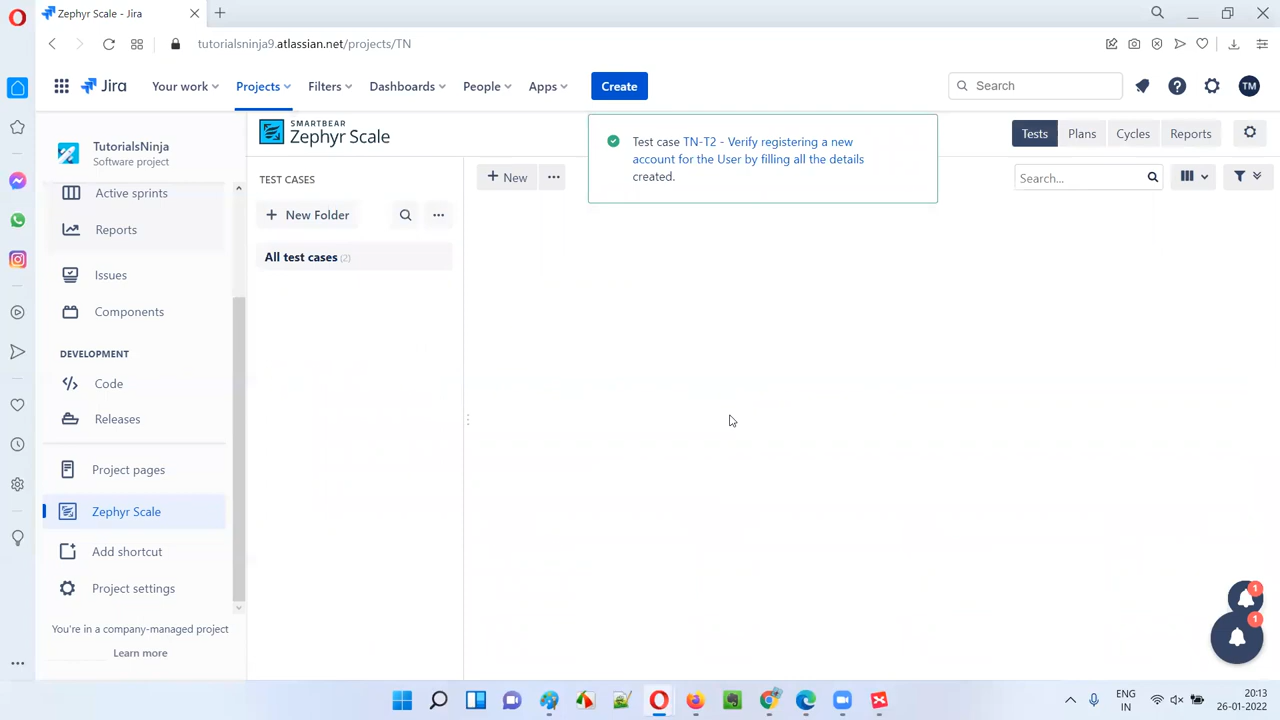 Zephyr Scale - Jira
tutorialsninja9.atlassian.net/projects/TN
Jira
Your work
Projects
Filters
Dashboards
People
Apps
Create
Search
TM
TutorialsNinja
Software project
Active sprints
Reports
Issues
Components
DEVELOPMENT
Code
Releases
Project pages
Zephyr Scale
Add shortcut
Project settings
You're in a company-managed project
Learn more
SMARTBEAR
Zephyr Scale
TEST CASES
New Folder
All test cases (2)
New
Test case TN-T2 - Verify registering a new
account for the User by filling all the details
created.
Tests
Plans
Cycles
Reports
Search...
1
1
ENG
IN
20:13
26-01-2022